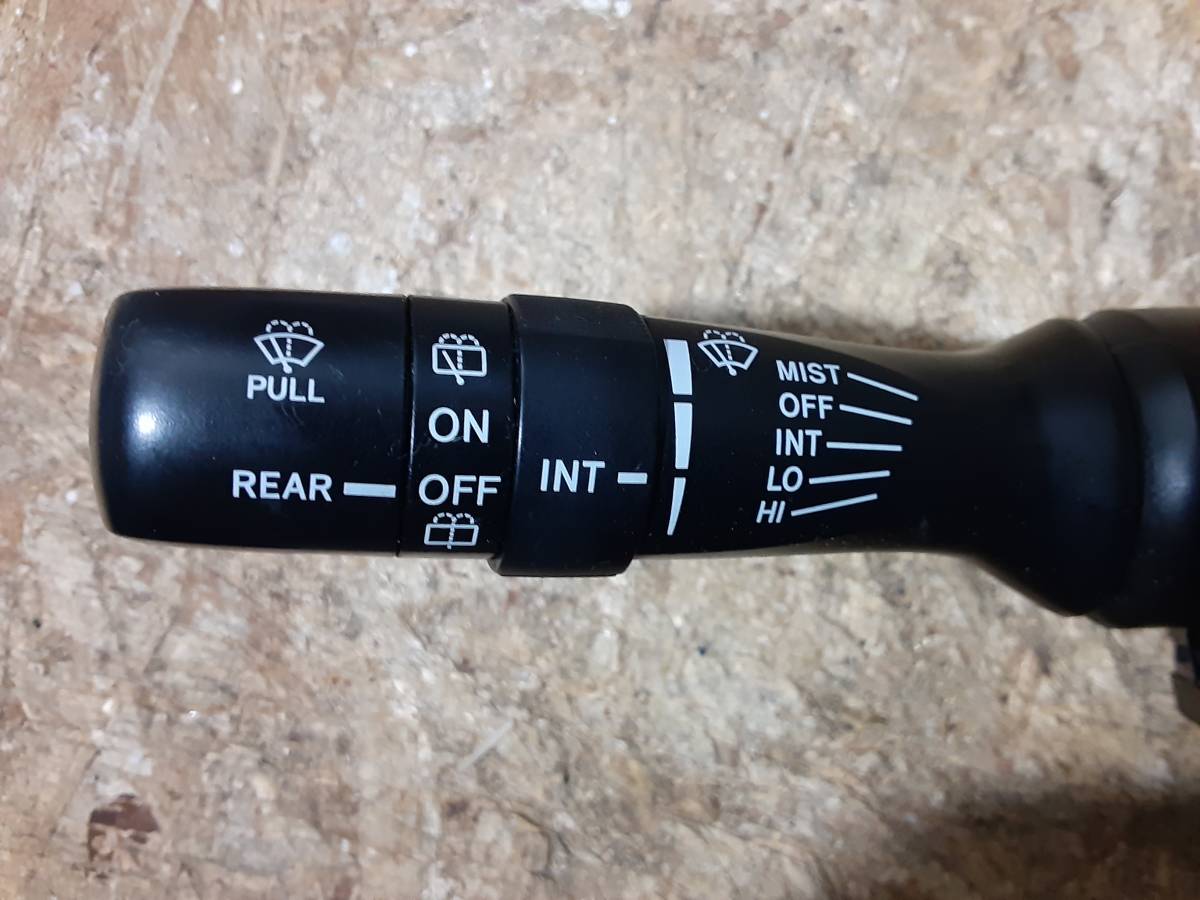 PULL
REAR
ON
OFF
INT
MIST
OFF
INT
LO
HI